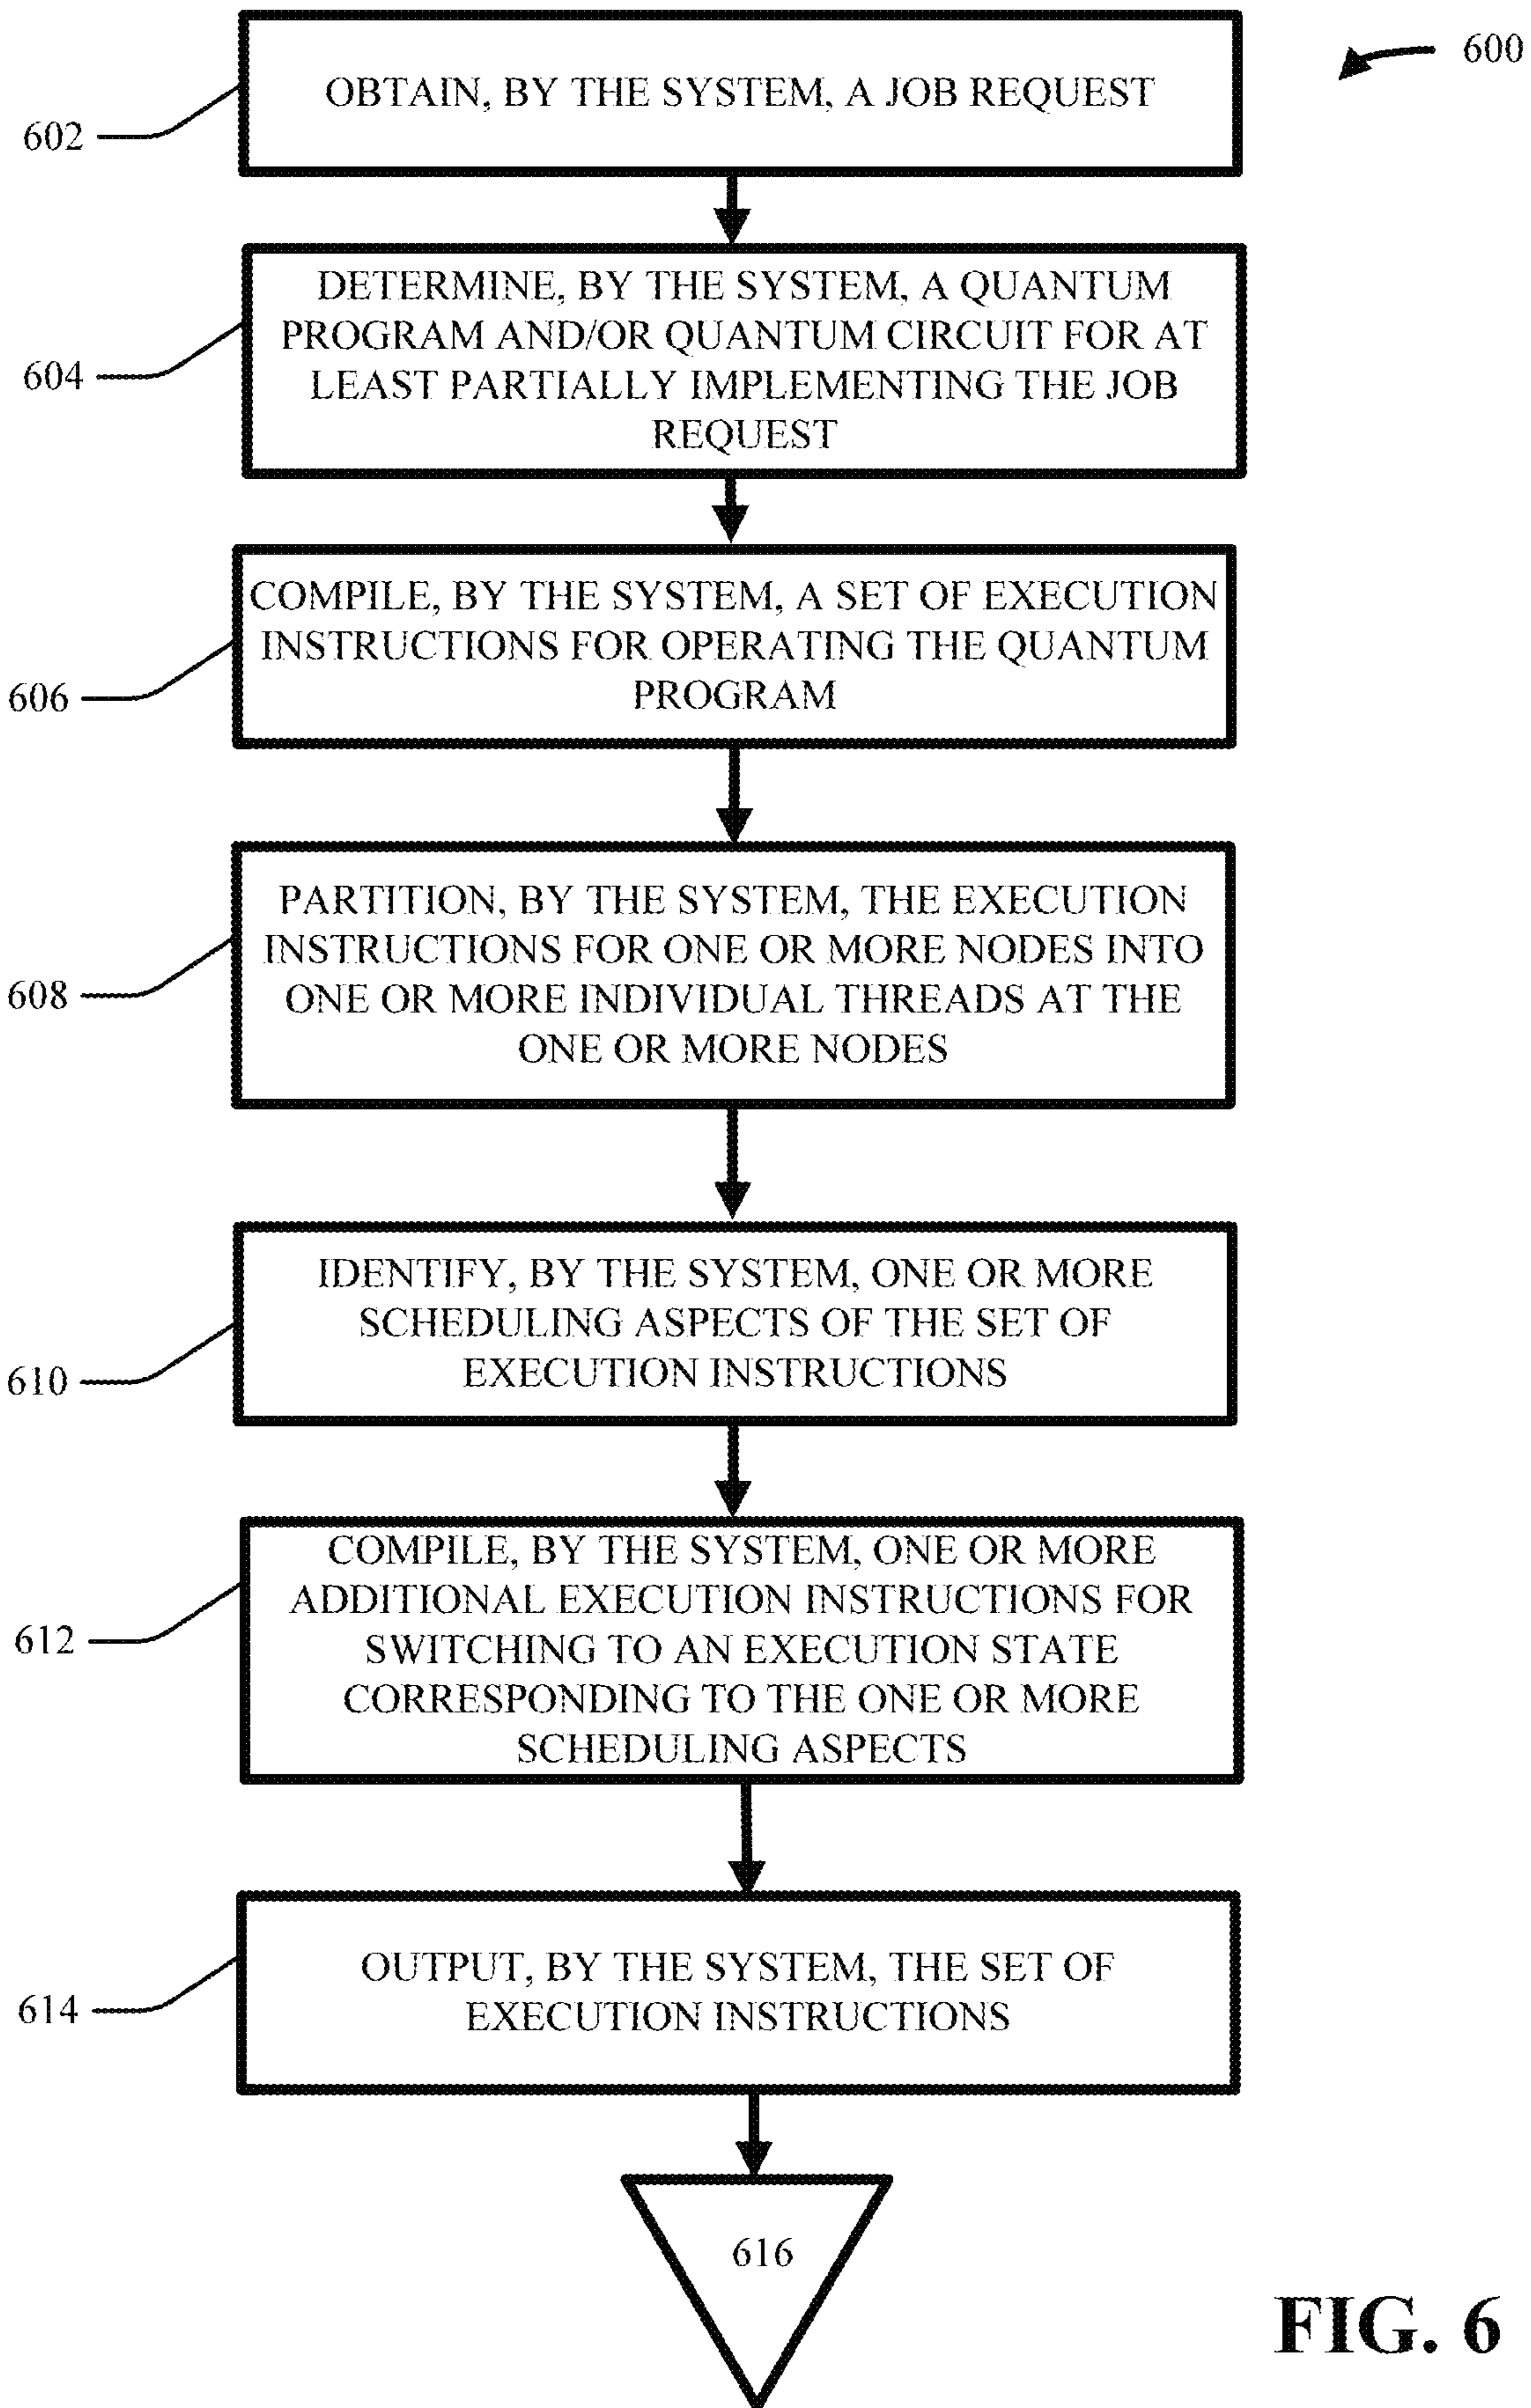 600
OBTAIN, BY THE SYSTEM, A JOB REQUEST
602
DETERMINE, BY THE SYSTEM, A QUANTUM
PROGRAM AND/OR QUANTUM CIRCUIT FOR AT
LEAST PARTIALLY IMPLEMENTING THE JOB
REQUEST
604
COMPILE, BY THE SYSTEM, A SET OF EXECUTION
INSTRUCTIONS FOR OPERATING THE QUANTUM
PROGRAM
606
PARTITION, BY THE SYSTEM, THE EXECUTION
INSTRUCTIONS FOR ONE OR MORE NODES INTO
ONE OR MORE INDIVIDUAL THREADS AT THE
ONE OR MORE NODES
608
IDENTIFY, BY THE SYSTEM, ONE OR MORE
SCHEDULING ASPECTS OF THE SET OF
EXECUTION INSTRUCTIONS
610
COMPILE, BY THE SYSTEM, ONE OR MORE
ADDITIONAL EXECUTION INSTRUCTIONS FOR
SWITCHING TO AN EXECUTION STATE
CORRESPONDING TO THE ONE OR MORE
SCHEDULING ASPECTS
612
OUTPUT, BY THE SYSTEM, THE SET OF
EXECUTION INSTRUCTIONS
614
616
FIG. 6